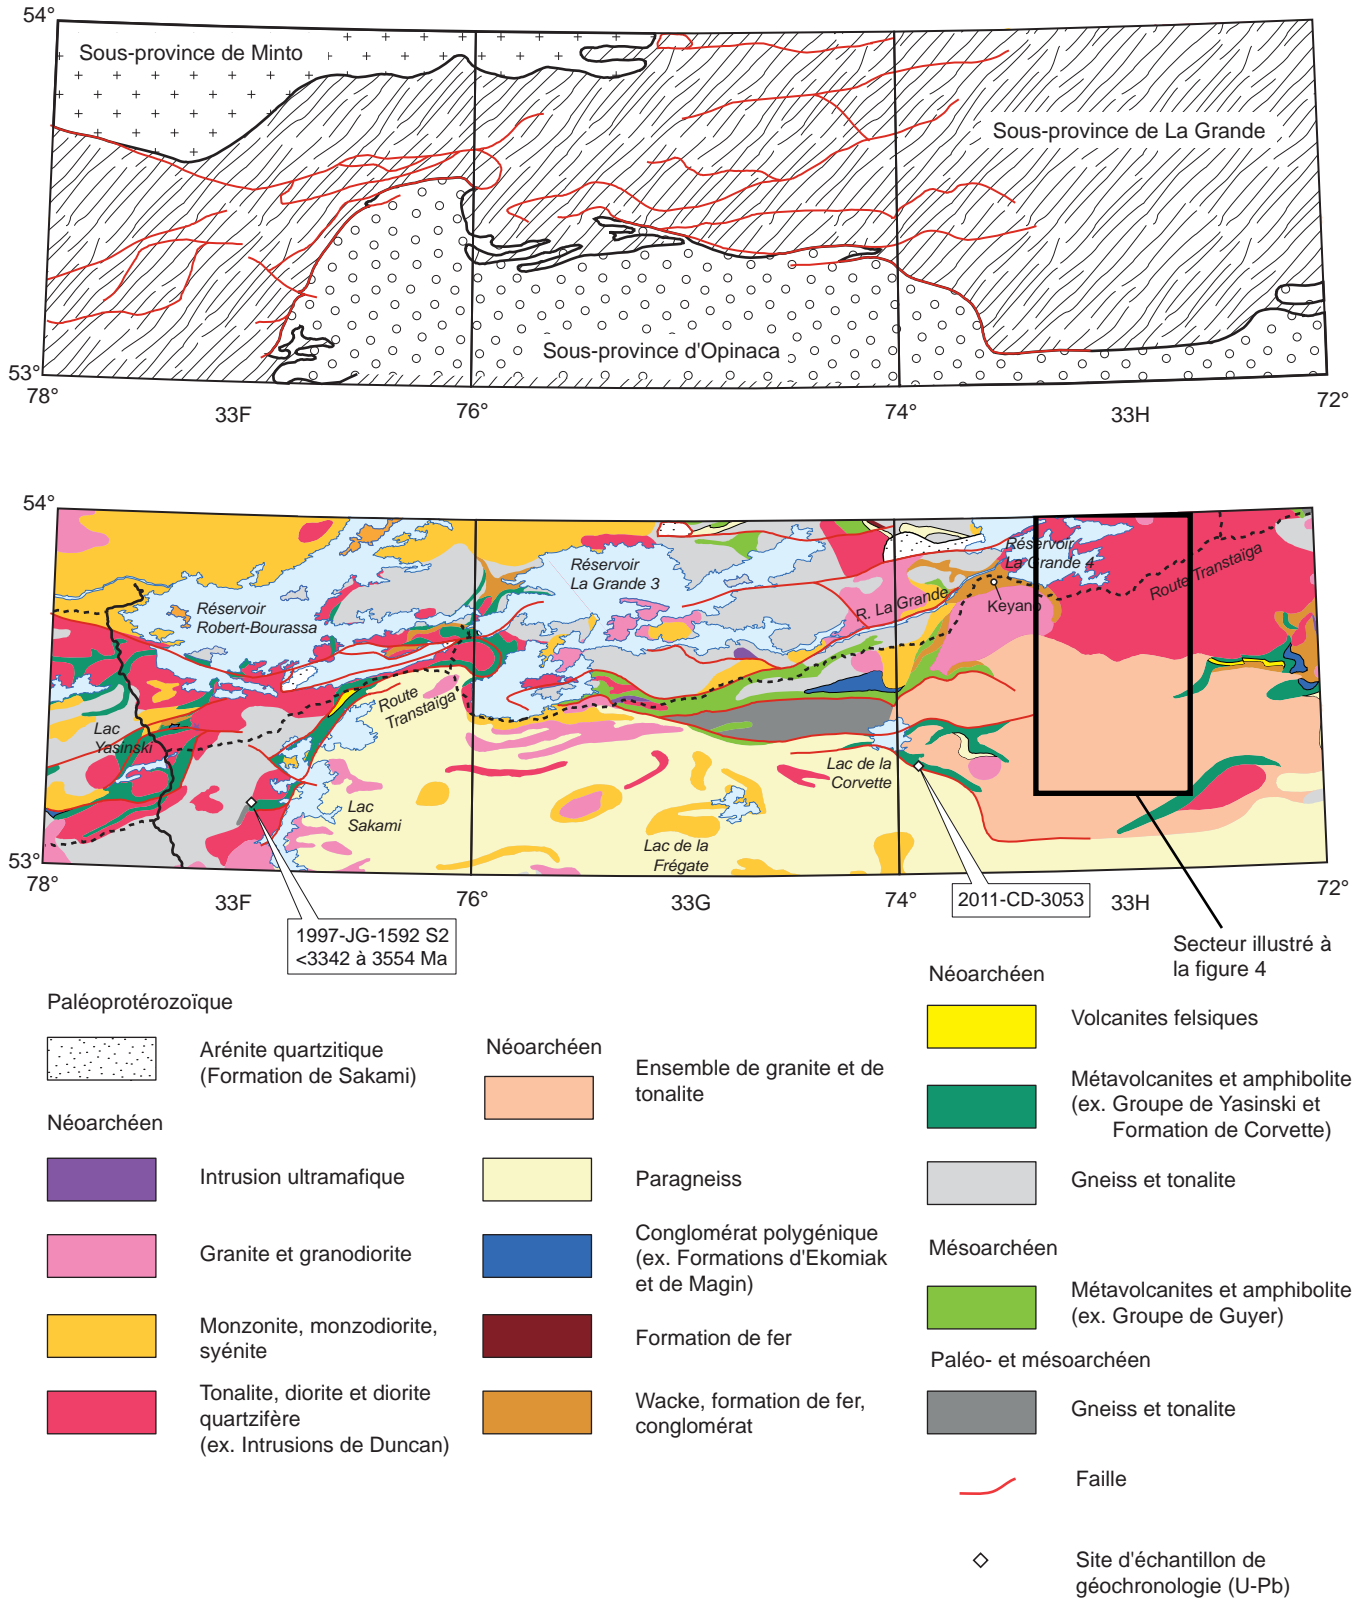 54°
Sous-province de Minto
Sous-province de La Grande
Sous-province d'Opinaca
53°
78°
33F
76°
74°
33H
72°
54°
Réservoir
Robert-Bourassa
Réservoir
La Grande 3
Réservoir
La Grande 4
R. La Grande
Keyano
Route Transtaïga
Route
Transtaïga
Lac
Yasinski
Lac
Sakami
Lac de la
Corvette
Lac de la
Frégate
53°
78°
33F
76°
33G
74°
33H
72°
1997-JG-1592 S2
<3342 à 3554 Ma
2011-CD-3053
Secteur illustré à
la figure 4
Paléoprotérozoïque
Arénite quartzitique
(Formation de Sakami)
Néoarchéen
Intrusion ultramafique
Granite et granodiorite
Monzonite, monzodiorite,
syénite
Tonalite, diorite et diorite
quartzifère
(ex. Intrusions de Duncan)
Néoarchéen
Ensemble de granite et de
tonalite
Paragneiss
Conglomérat polygénique
(ex. Formations d'Ekomiak
et de Magin)
Formation de fer
Wacke, formation de fer,
conglomérat
Néoarchéen
Volcanites felsiques
Métavolcanites et amphibolite
(ex. Groupe de Yasinski et
Formation de Corvette)
Gneiss et tonalite
Mésoarchéen
Métavolcanites et amphibolite
(ex. Groupe de Guyer)
Paléo- et mésoarchéen
Gneiss et tonalite
Faille
Site d'échantillon de
géochronologie (U-Pb)